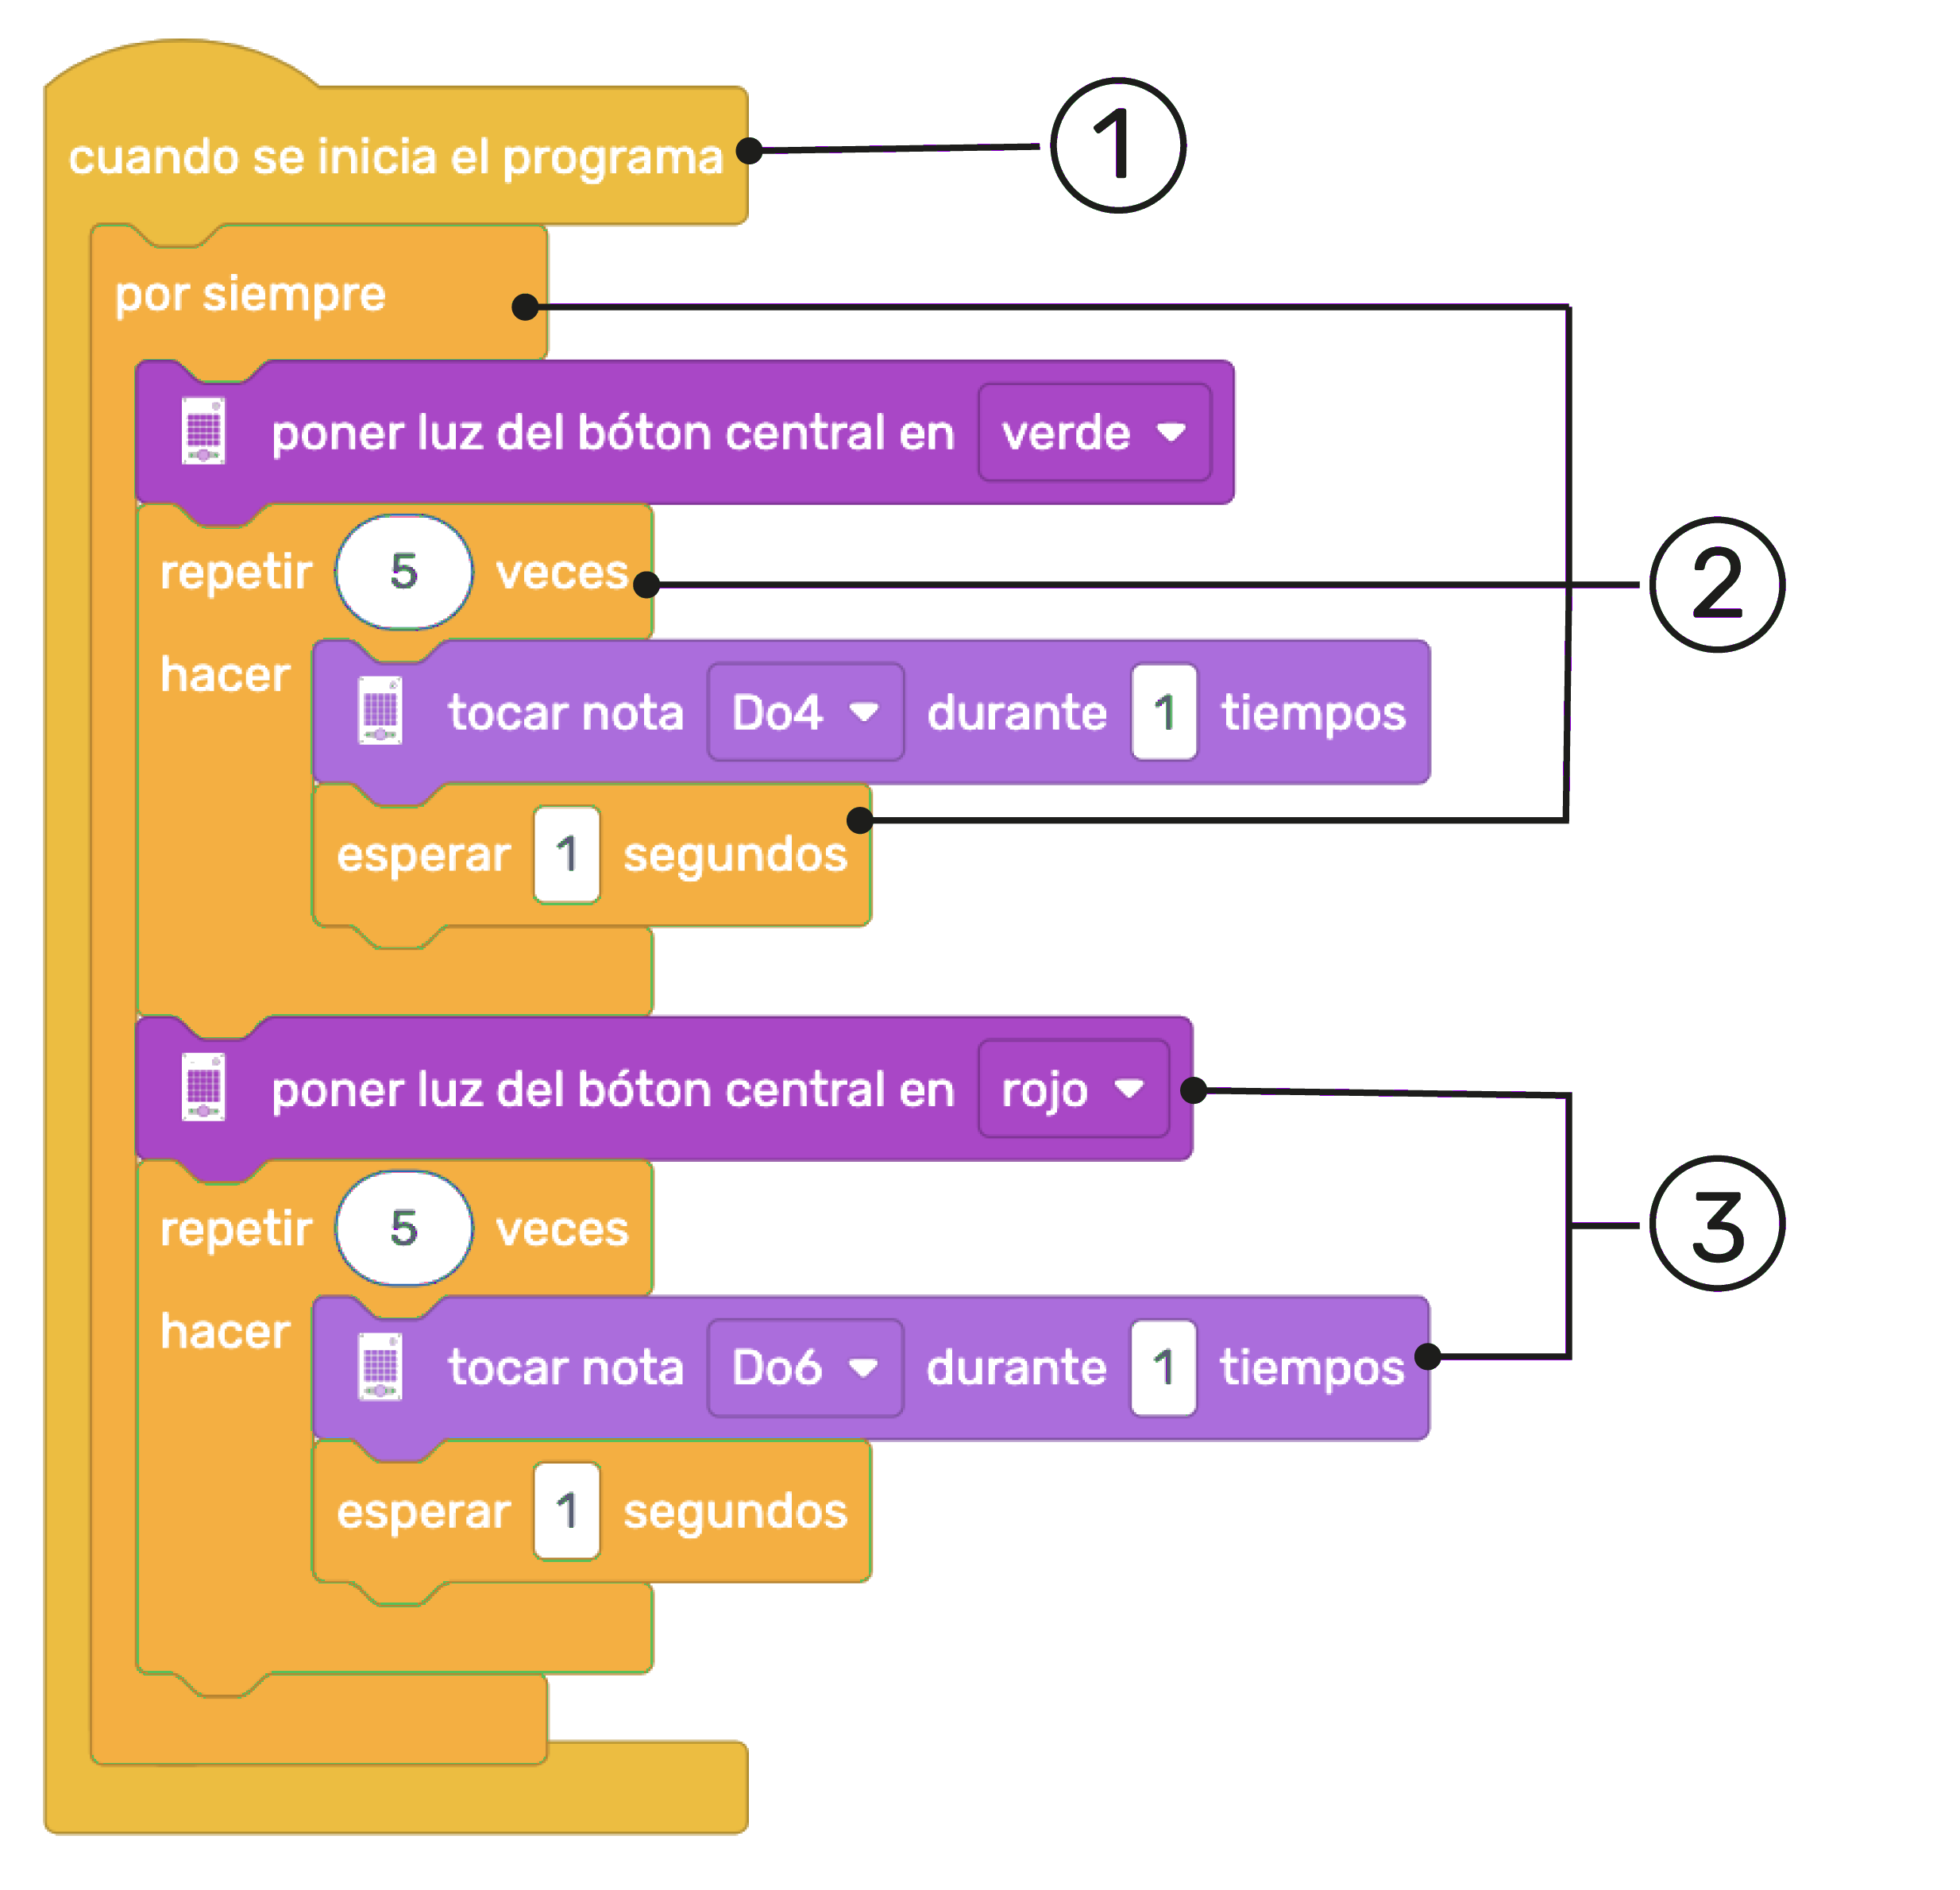 cuando se inicia el programa
1
por siempre
poner luz del bóton central en verde
repetir 5 veces
2
hacer
tocar nota Do4 durante 1 tiempos
esperar 1 segundos
poner luz del bóton central en rojo
repetir 5 veces
3
hacer
tocar nota Do6 durante 1 tiempos
esperar 1 segundos